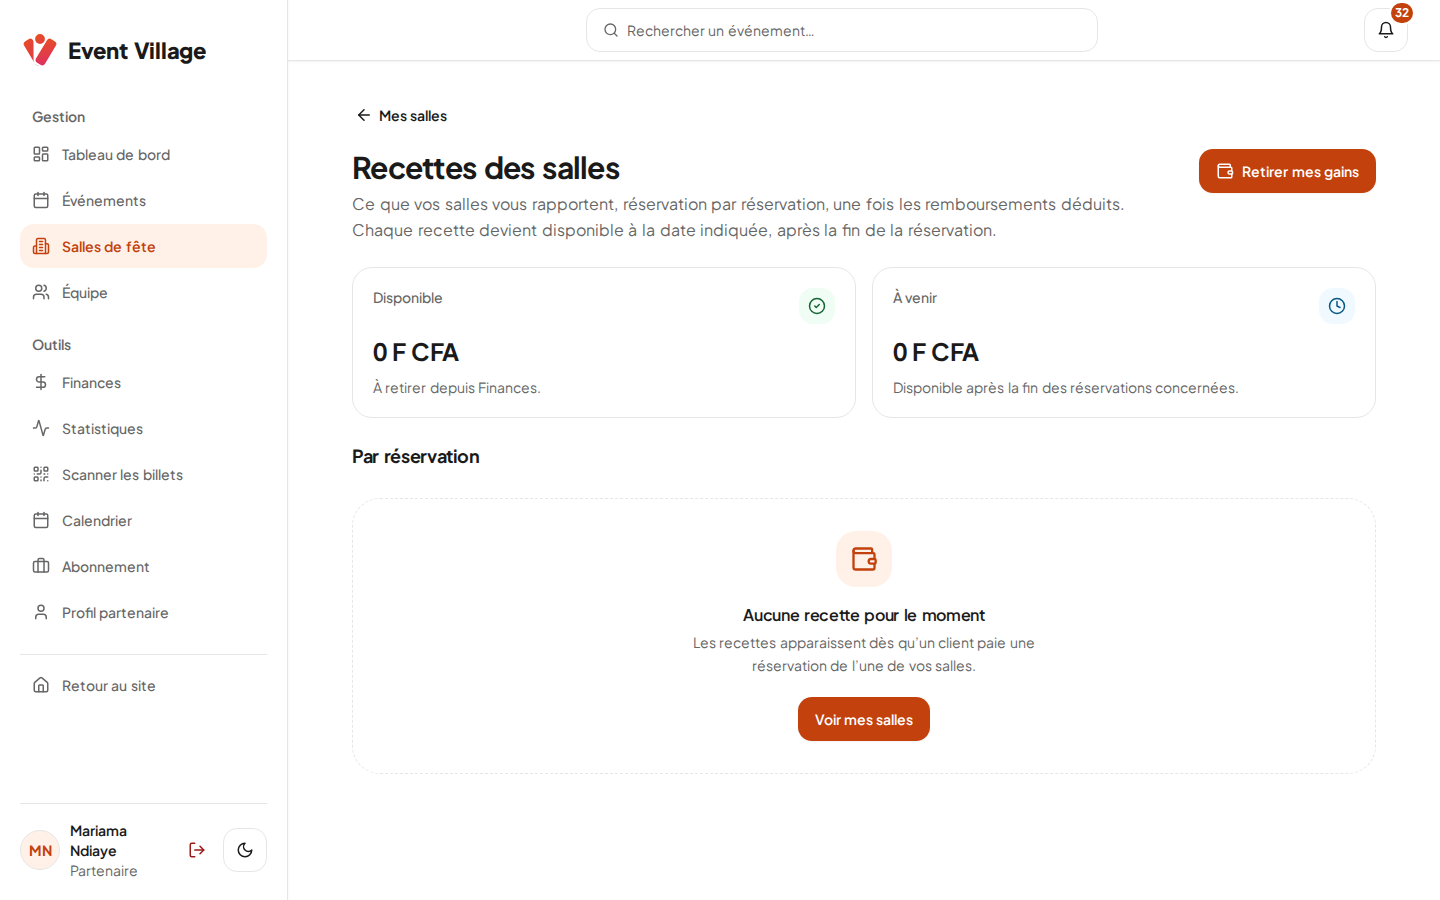 Event Village
Gestion
Tableau de bord
Événements
Salles de fête
Équipe
Outils
Finances
Statistiques
Scanner les billets
Calendrier
Abonnement
Profil partenaire
Retour au site
MN
Mariama
Ndiaye
Partenaire
Rechercher un événement…
32
Mes salles
Recettes des salles
Retirer mes gains
Ce que vos salles vous rapportent, réservation par réservation, une fois les remboursements déduits.
Chaque recette devient disponible à la date indiquée, après la fin de la réservation.
Disponible
0 F CFA
À retirer depuis Finances.
À venir
0 F CFA
Disponible après la fin des réservations concernées.
Par réservation
Aucune recette pour le moment
Les recettes apparaissent dès qu’un client paie une
réservation de l’une de vos salles.
Voir mes salles